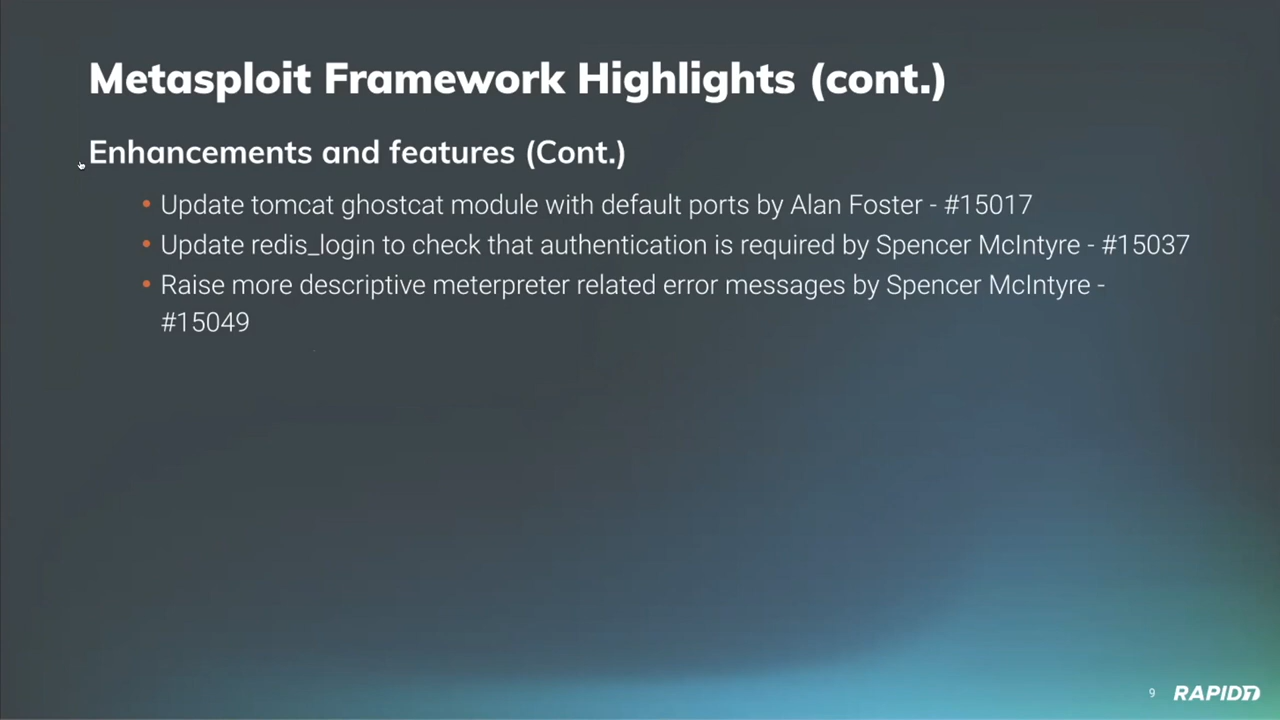 Metasploit Framework Highlights (cont.)
Enhancements and features (Cont.)
• Update tomcat ghostcat module with default ports by Alan Foster - #15017
• Update redis_login to check that authentication is required by Spencer McIntyre - #15037
• Raise more descriptive meterpreter related error messages by Spencer McIntyre -
#15049
9
RAPID7